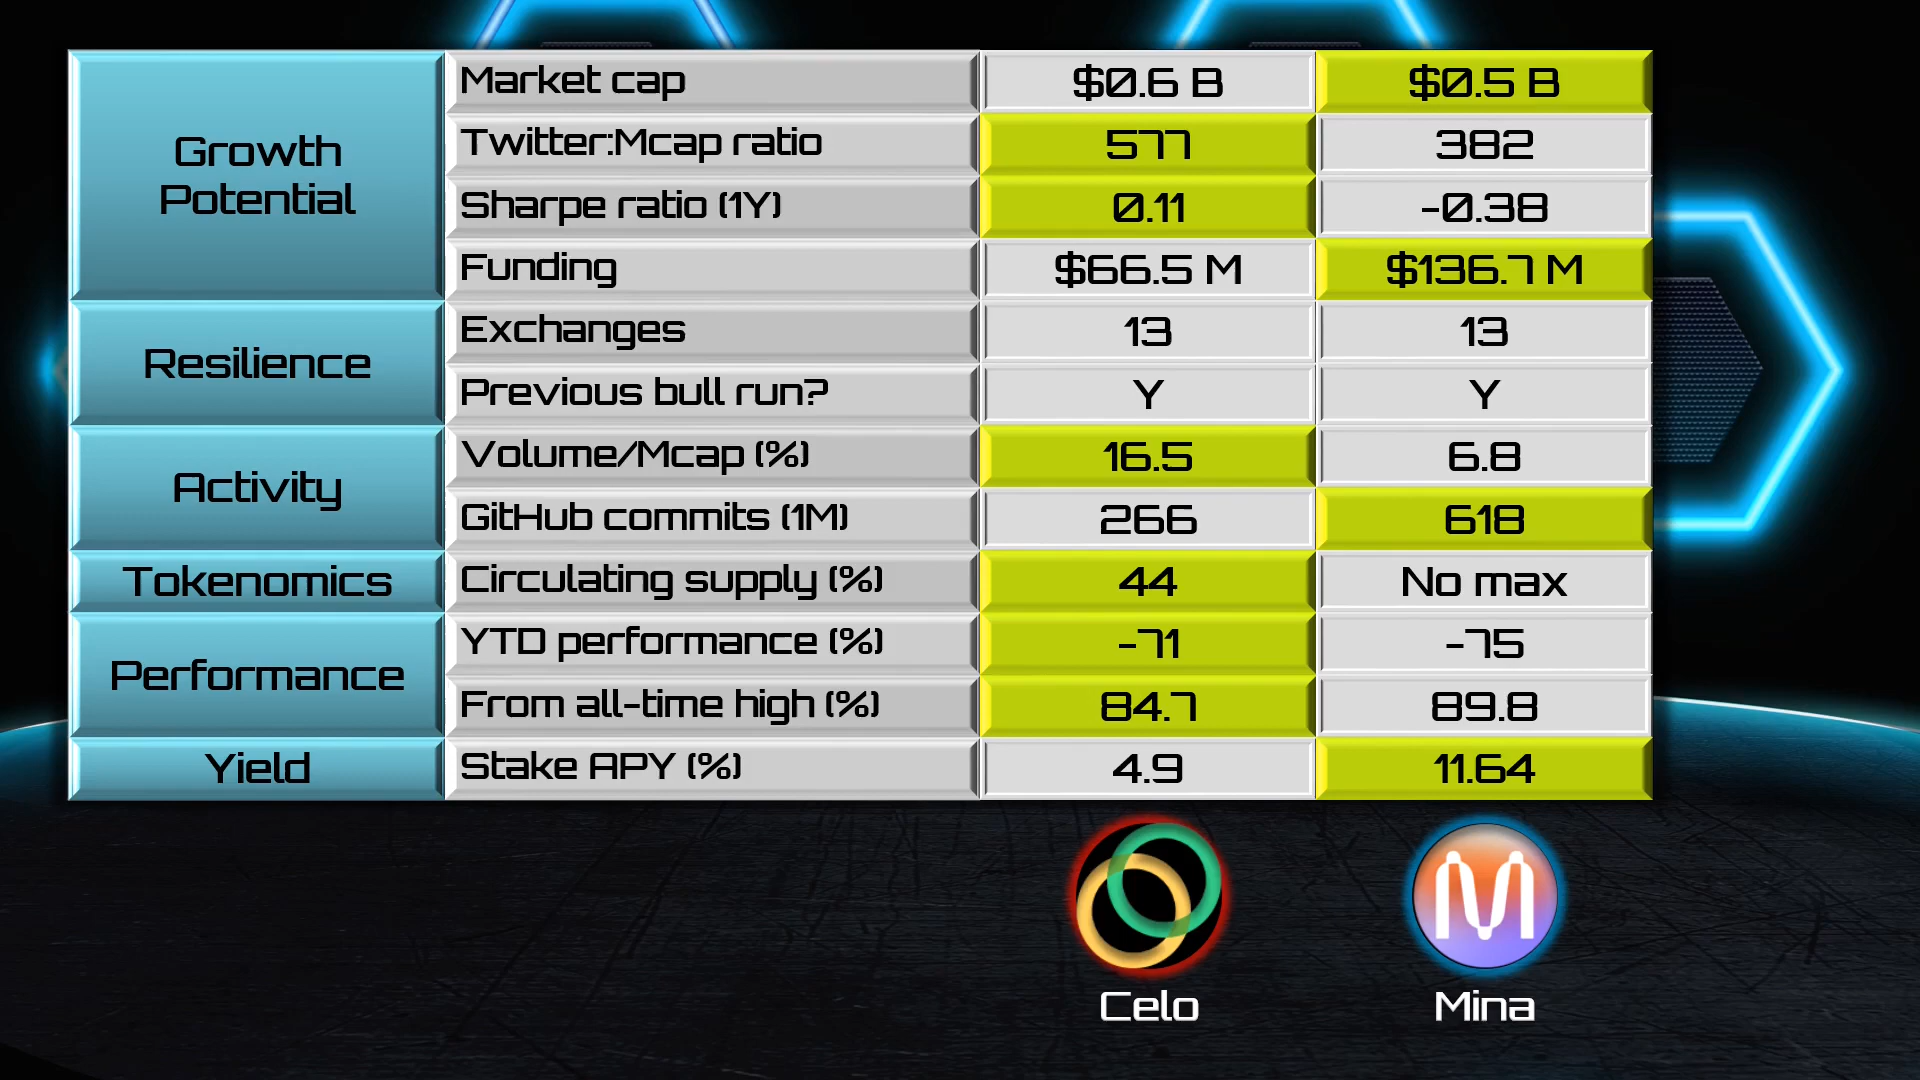 Growth
Potential
Market cap $0.6 B $0.5 B
Twitter:Mcap ratio 577 382
Sharpe ratio (1Y) 0.11 -0.38
Funding $66.5 M $136.7 M
Resilience
Exchanges 13 13
Previous bull run? Y Y
Activity
Volume/Mcap (%) 16.5 6.8
GitHub commits (1M) 266 618
Tokenomics
Circulating supply (%) 44 No max
Performance
YTD performance (%) -71 -75
From all-time high (%) 84.7 89.8
Yield
Stake APY (%) 4.9 11.64
Celo Mina